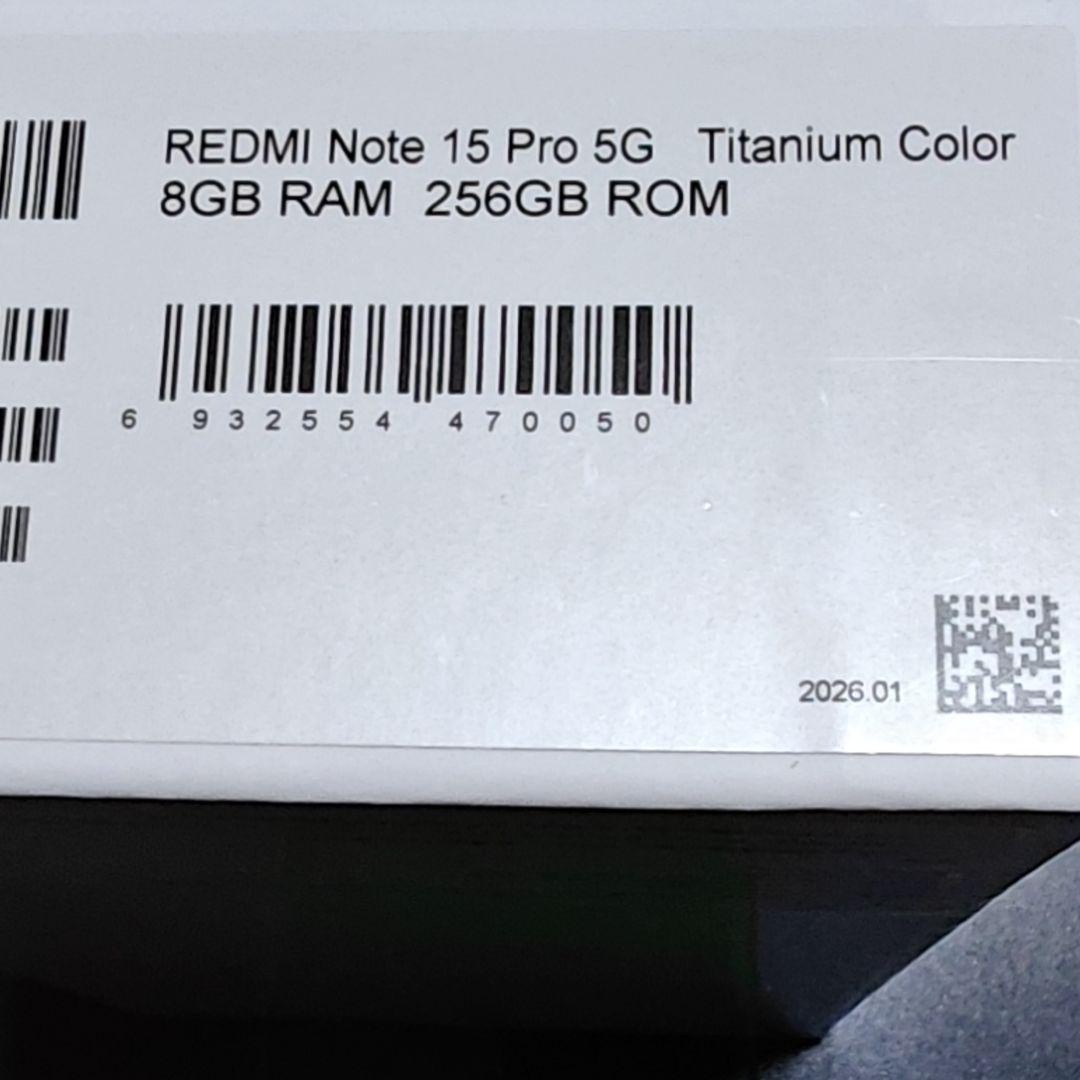 REDMI Note 15 Pro 5G Titanium Color
8GB RAM 256GB ROM
6 932554 470050
2026.01